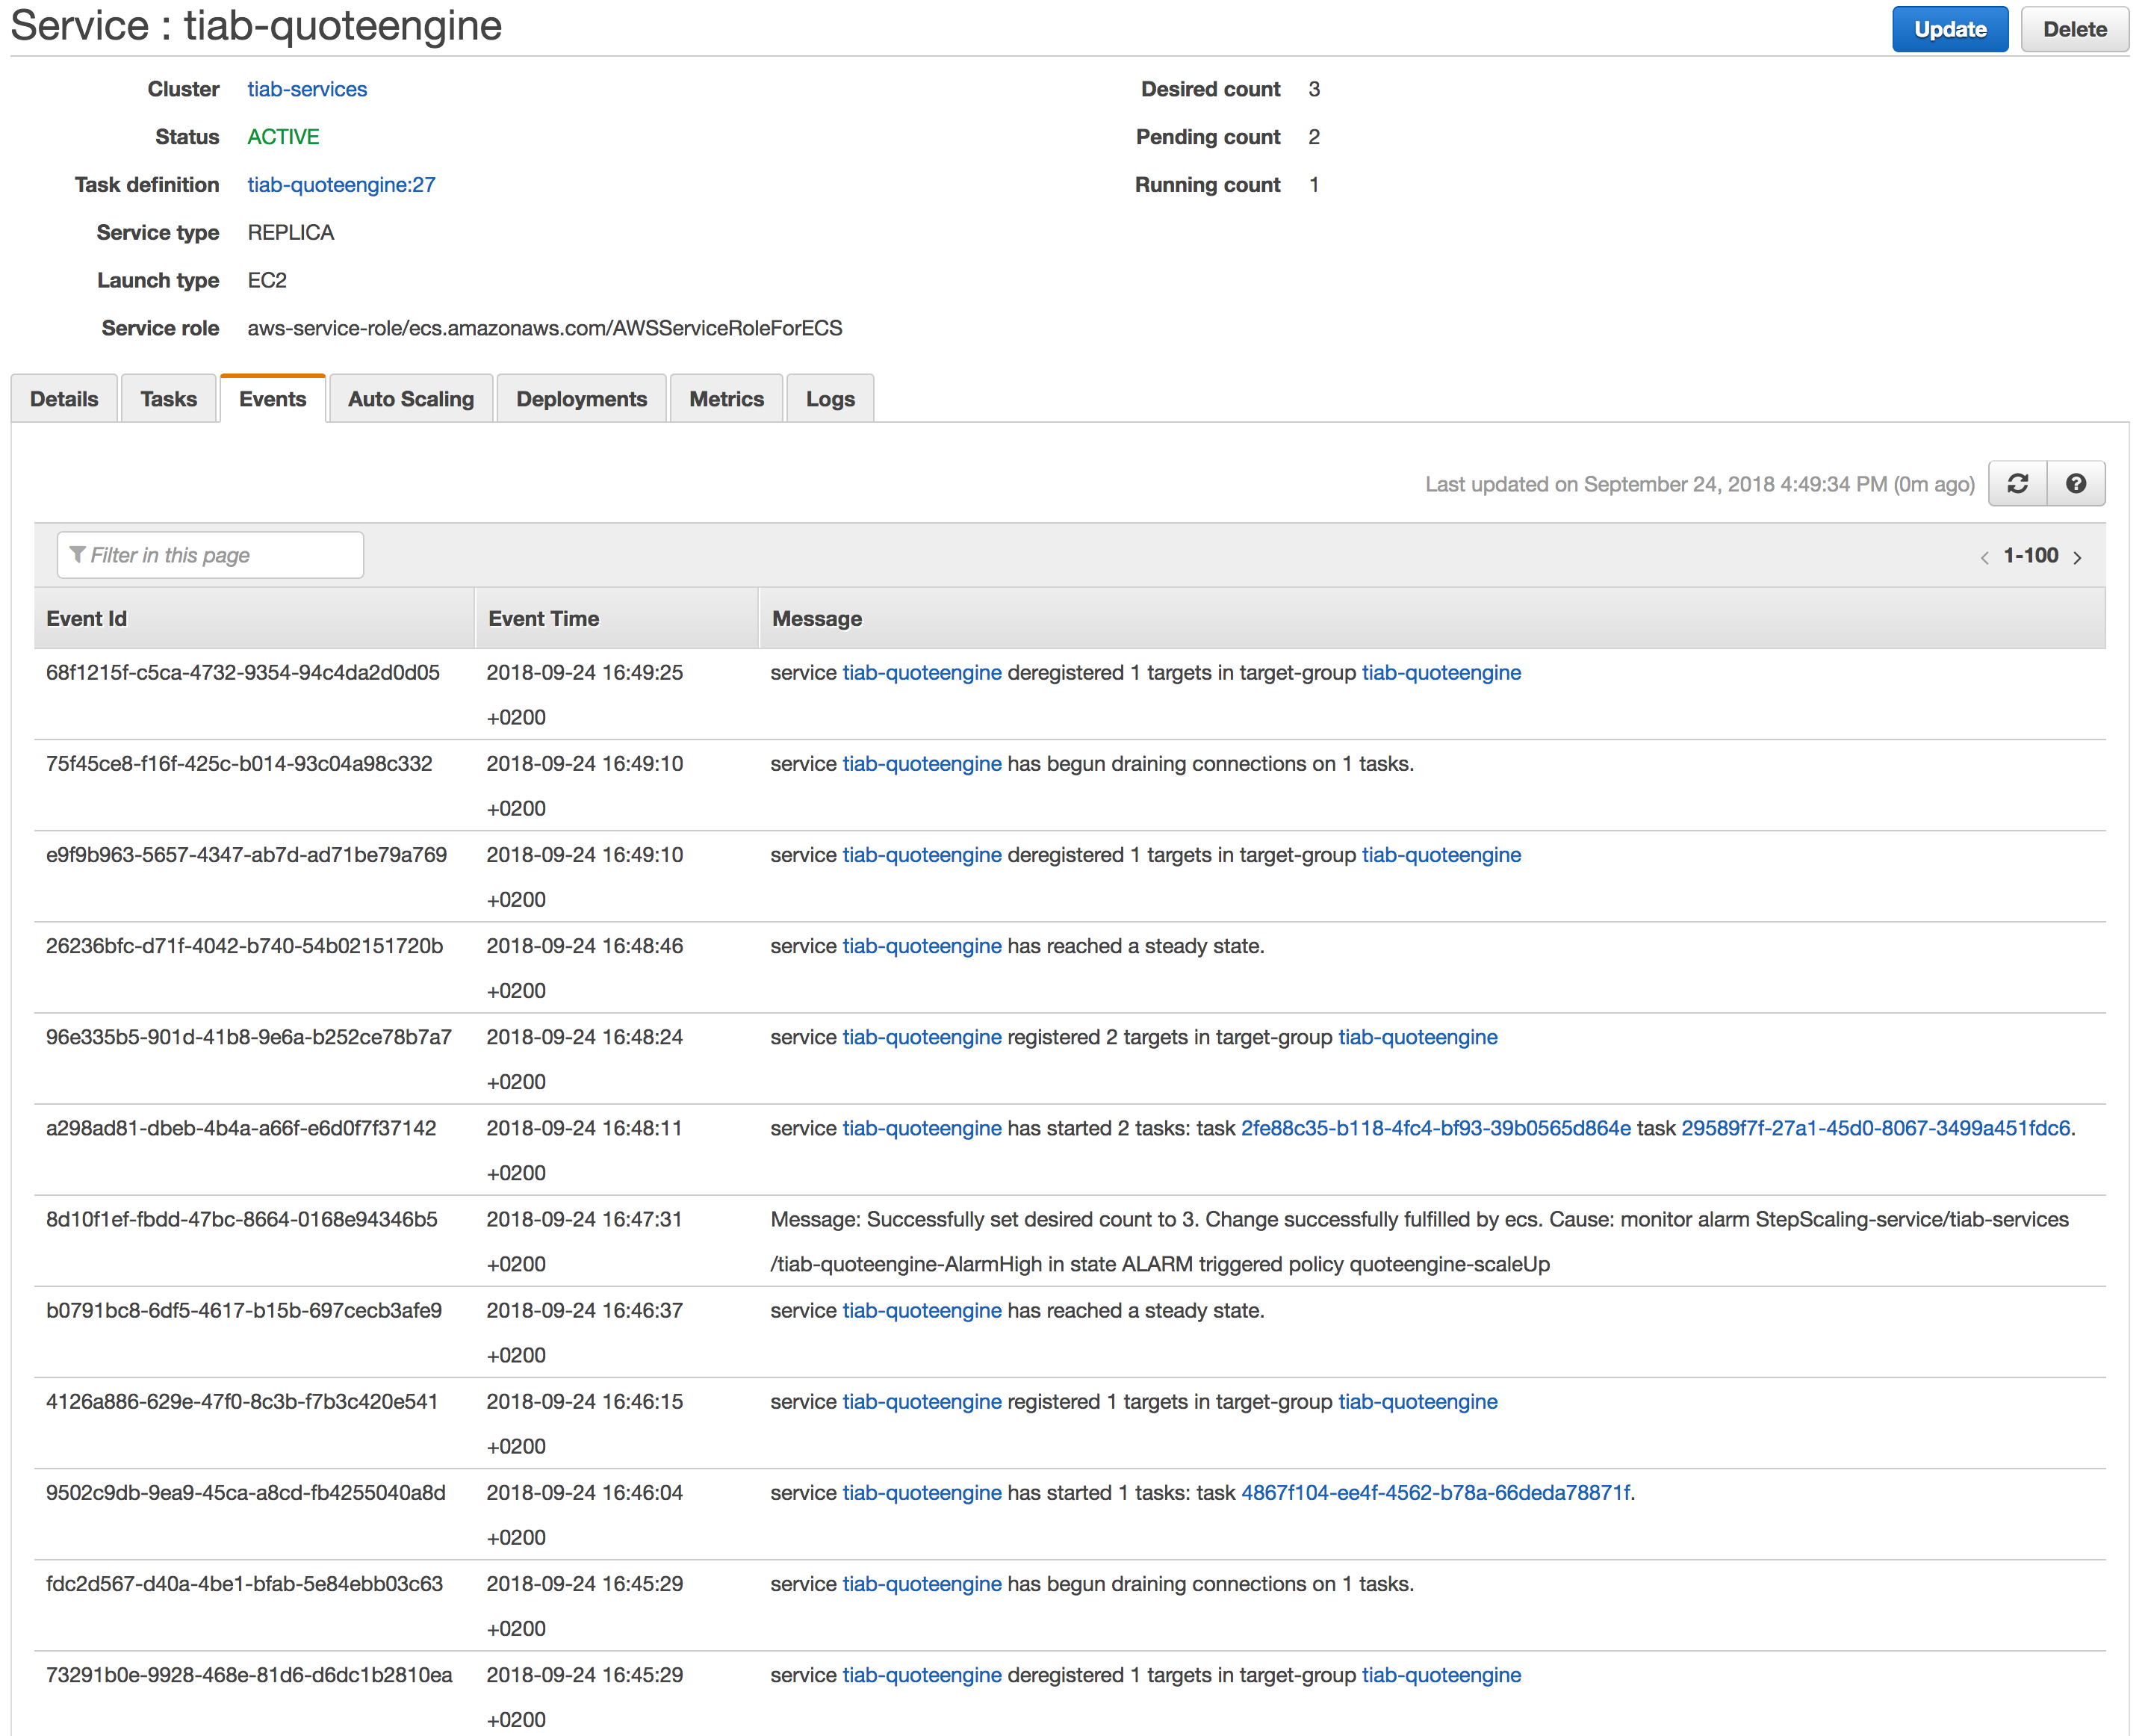 Service : tiab-quoteengine
Update
Delete
Cluster tiab-services
Desired count 3
Status ACTIVE
Pending count 2
Task definition tiab-quoteengine:27
Running count 1
Service type REPLICA
Launch type EC2
Service role aws-service-role/ecs.amazonaws.com/AWSServiceRoleForECS
Details Tasks Events Auto Scaling Deployments Metrics Logs
Last updated on September 24, 2018 4:49:34 PM (0m ago)
Filter in this page
1-100
Event Id Event Time Message
68f1215f-c5ca-4732-9354-94c4da2d0d05 2018-09-24 16:49:25 service tiab-quoteengine deregistered 1 targets in target-group tiab-quoteengine
+0200
75f45ce8-f16f-425c-b014-93c04a98c332 2018-09-24 16:49:10 service tiab-quoteengine has begun draining connections on 1 tasks.
+0200
e9f9b963-5657-4347-ab7d-ad71be79a769 2018-09-24 16:49:10 service tiab-quoteengine deregistered 1 targets in target-group tiab-quoteengine
+0200
26236bfc-d71f-4042-b740-54b02151720b 2018-09-24 16:48:46 service tiab-quoteengine has reached a steady state.
+0200
96e335b5-901d-41b8-9e6a-b252ce78b7a7 2018-09-24 16:48:24 service tiab-quoteengine registered 2 targets in target-group tiab-quoteengine
+0200
a298ad81-dbeb-4b4a-a66f-e6d0f7f37142 2018-09-24 16:48:11 service tiab-quoteengine has started 2 tasks: task 2fe88c35-b118-4fc4-bf93-39b0565d864e task 29589f7f-27a1-45d0-8067-3499a451fdc6.
+0200
8d10f1ef-fbdd-47bc-8664-0168e94346b5 2018-09-24 16:47:31 Message: Successfully set desired count to 3. Change successfully fulfilled by ecs. Cause: monitor alarm StepScaling-service/tiab-services
+0200 /tiab-quoteengine-AlarmHigh in state ALARM triggered policy quoteengine-scaleUp
b0791bc8-6df5-4617-b15b-697cecb3afe9 2018-09-24 16:46:37 service tiab-quoteengine has reached a steady state.
+0200
4126a886-629e-47f0-8c3b-f7b3c420e541 2018-09-24 16:46:15 service tiab-quoteengine registered 1 targets in target-group tiab-quoteengine
+0200
9502c9db-9ea9-45ca-a8cd-fb4255040a8d 2018-09-24 16:46:04 service tiab-quoteengine has started 1 tasks: task 4867f104-ee4f-4562-b78a-66deda78871f.
+0200
fdc2d567-d40a-4be1-bfab-5e84ebb03c63 2018-09-24 16:45:29 service tiab-quoteengine has begun draining connections on 1 tasks.
+0200
73291b0e-9928-468e-81d6-d6dc1b2810ea 2018-09-24 16:45:29 service tiab-quoteengine deregistered 1 targets in target-group tiab-quoteengine
+0200